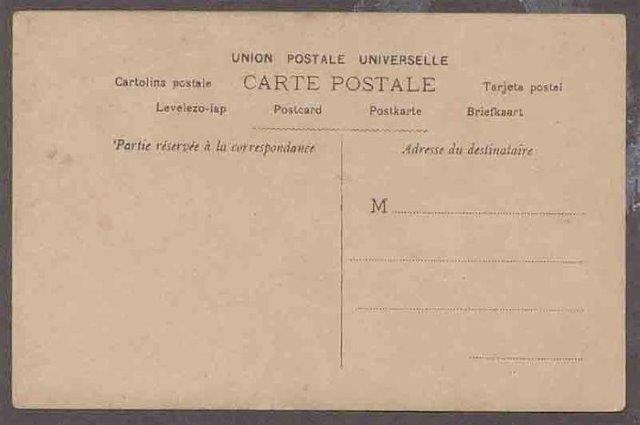 UNION POSTALE UNIVERSELLE
Cartolina postale CARTE POSTALE Tarjeta postal
Levelezo-lap Postcard Postkarte Briefkaart
Partie réservée à la correspondance
Adresse du destinataire
M